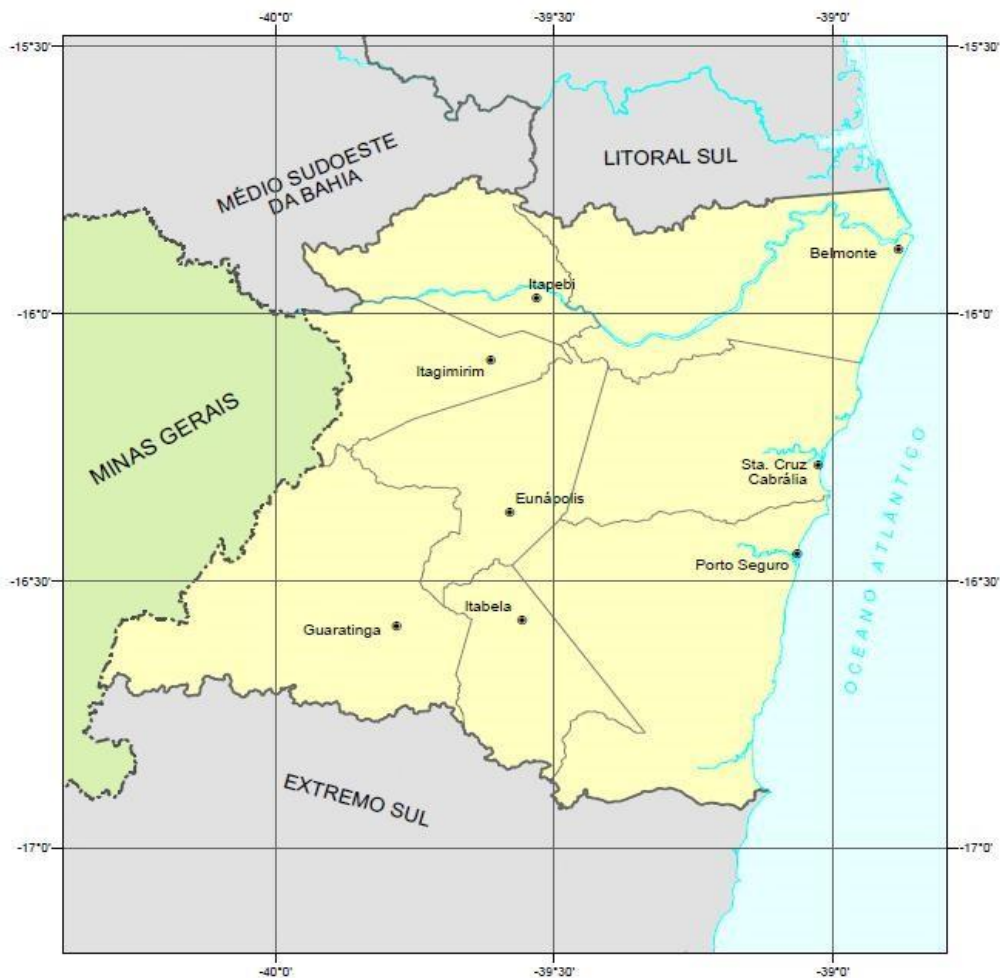 -40°0'
-39°30'
-39°0'
-15°30'
-15°30'
MÉDIO SUDOESTE
DA BAHIA
LITORAL SUL
Belmonte
Itapebi
-16°0'
-16°0'
Itagimirim
MINAS GERAIS
Sta. Cruz
Cabrália
Eunápolis
OCEANO ATLÂNTICO
Porto Seguro
-16°30'
-16°30'
Itabela
Guaratinga
EXTREMO SUL
-17°0'
-17°0'
-40°0'
-39°30'
-39°0'